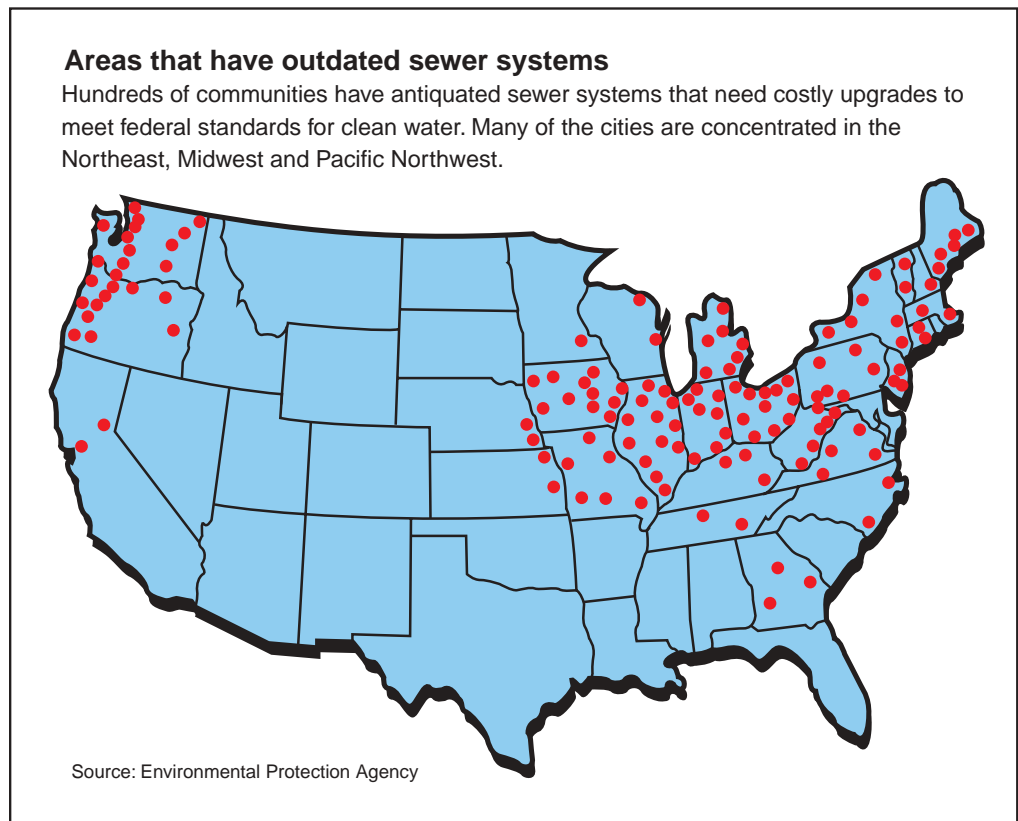 Areas that have outdated sewer systems
Hundreds of communities have antiquated sewer systems that need costly upgrades to
meet federal standards for clean water. Many of the cities are concentrated in the
Northeast, Midwest and Pacific Northwest.
Source: Environmental Protection Agency